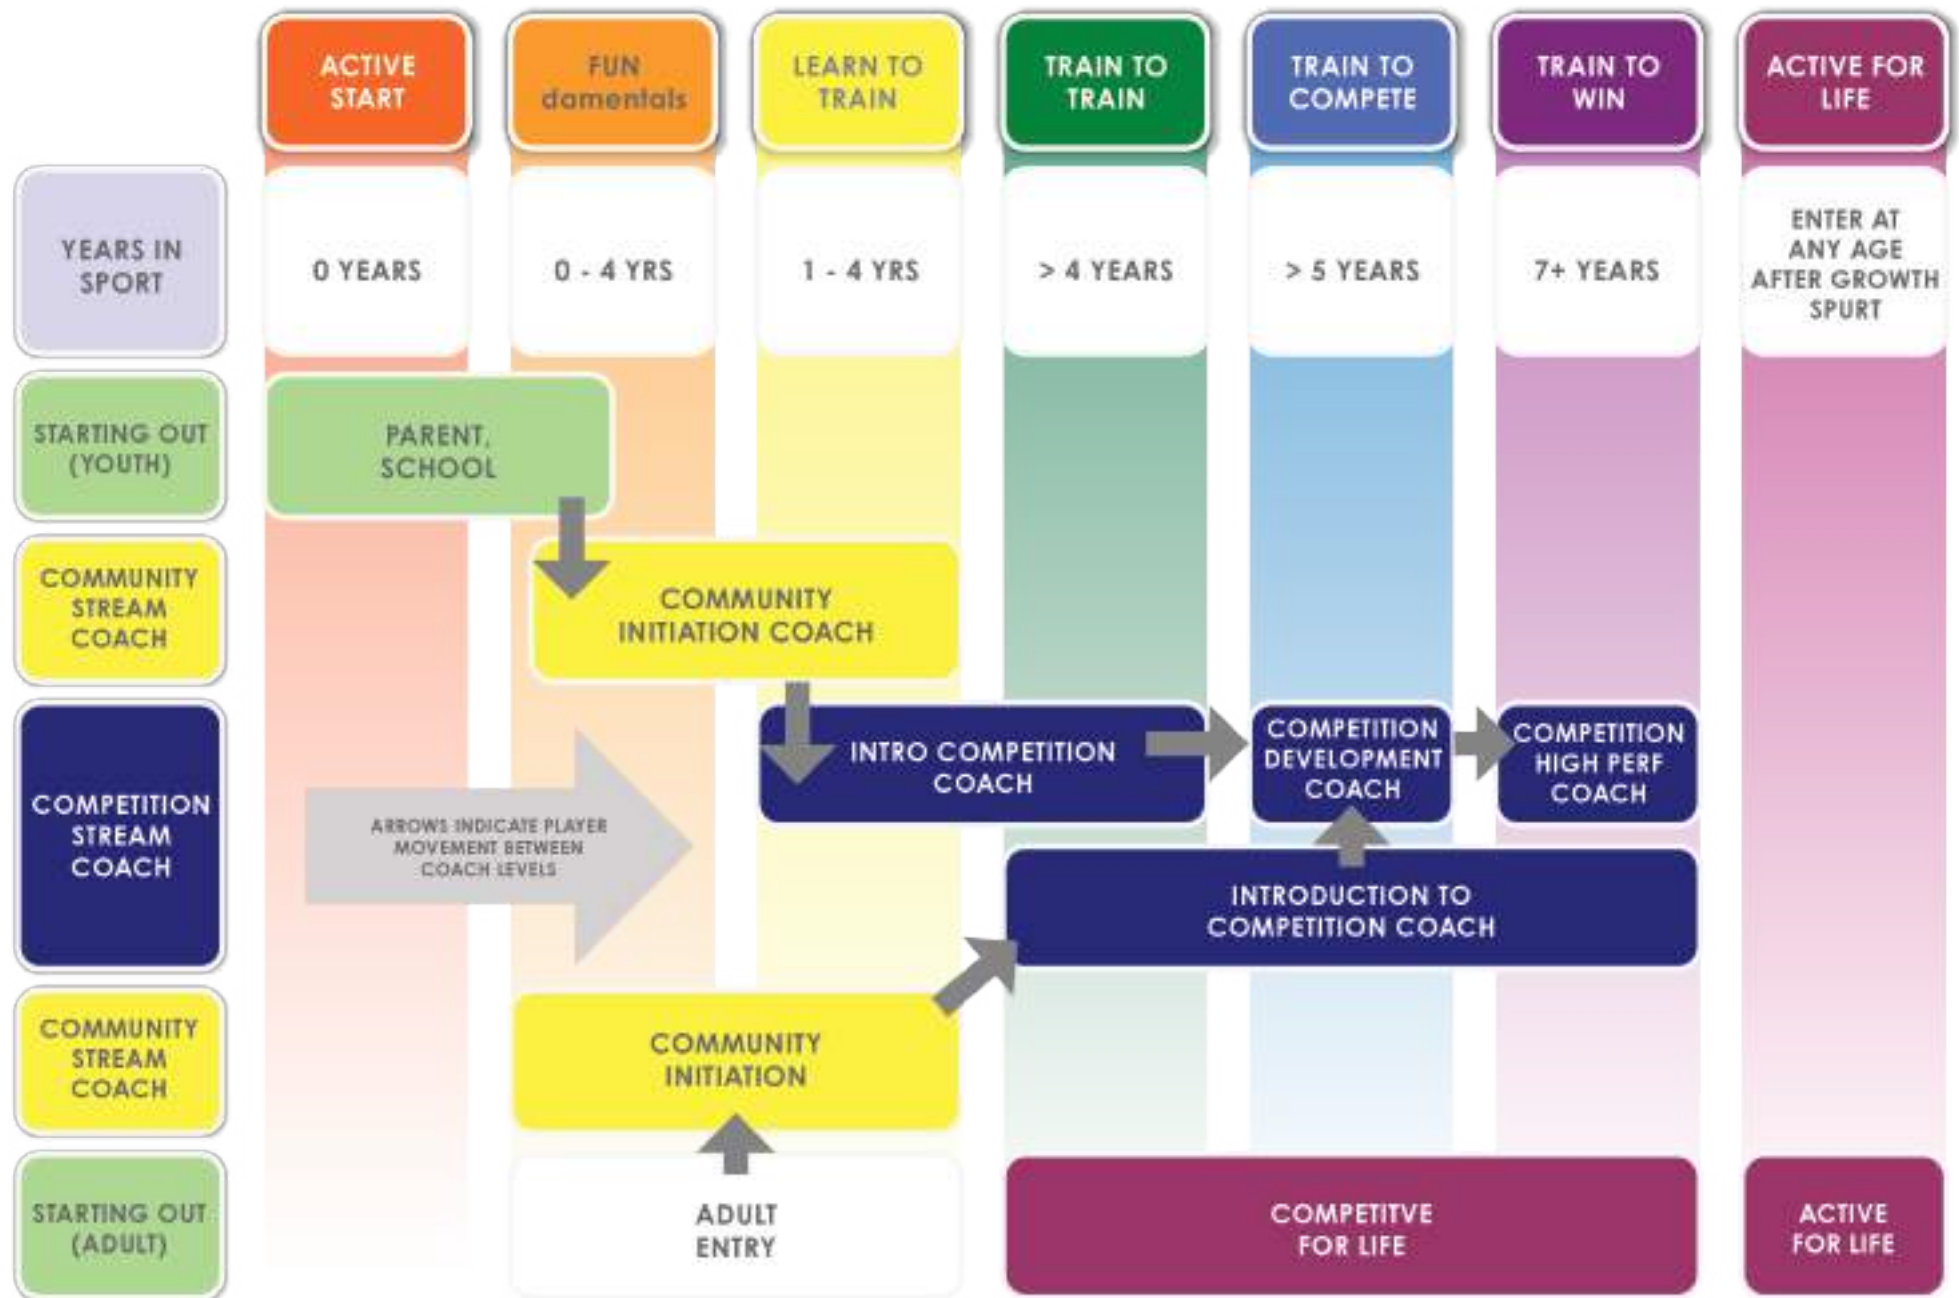 ACTIVE
START
FUN
damentals
LEARN TO
TRAIN
TRAIN TO
TRAIN
TRAIN TO
COMPETE
TRAIN TO
WIN
ACTIVE FOR
LIFE
YEARS IN
SPORT
0 YEARS
0 - 4 YRS
1 - 4 YRS
> 4 YEARS
> 5 YEARS
7+ YEARS
ENTER AT
ANY AGE
AFTER GROWTH
SPURT
STARTING OUT
(YOUTH)
PARENT,
SCHOOL
COMMUNITY
STREAM
COACH
COMMUNITY
INITIATION COACH
COMPETITION
STREAM
COACH
INTRO COMPETITION
COACH
COMPETITION
DEVELOPMENT
COACH
COMPETITION
HIGH PERF
COACH
ARROWS INDICATE PLAYER
MOVEMENT BETWEEN
COACH LEVELS
INTRODUCTION TO
COMPETITION COACH
COMMUNITY
STREAM
COACH
COMMUNITY
INITIATION
STARTING OUT
(ADULT)
ADULT
ENTRY
COMPETITVE
FOR LIFE
ACTIVE
FOR LIFE